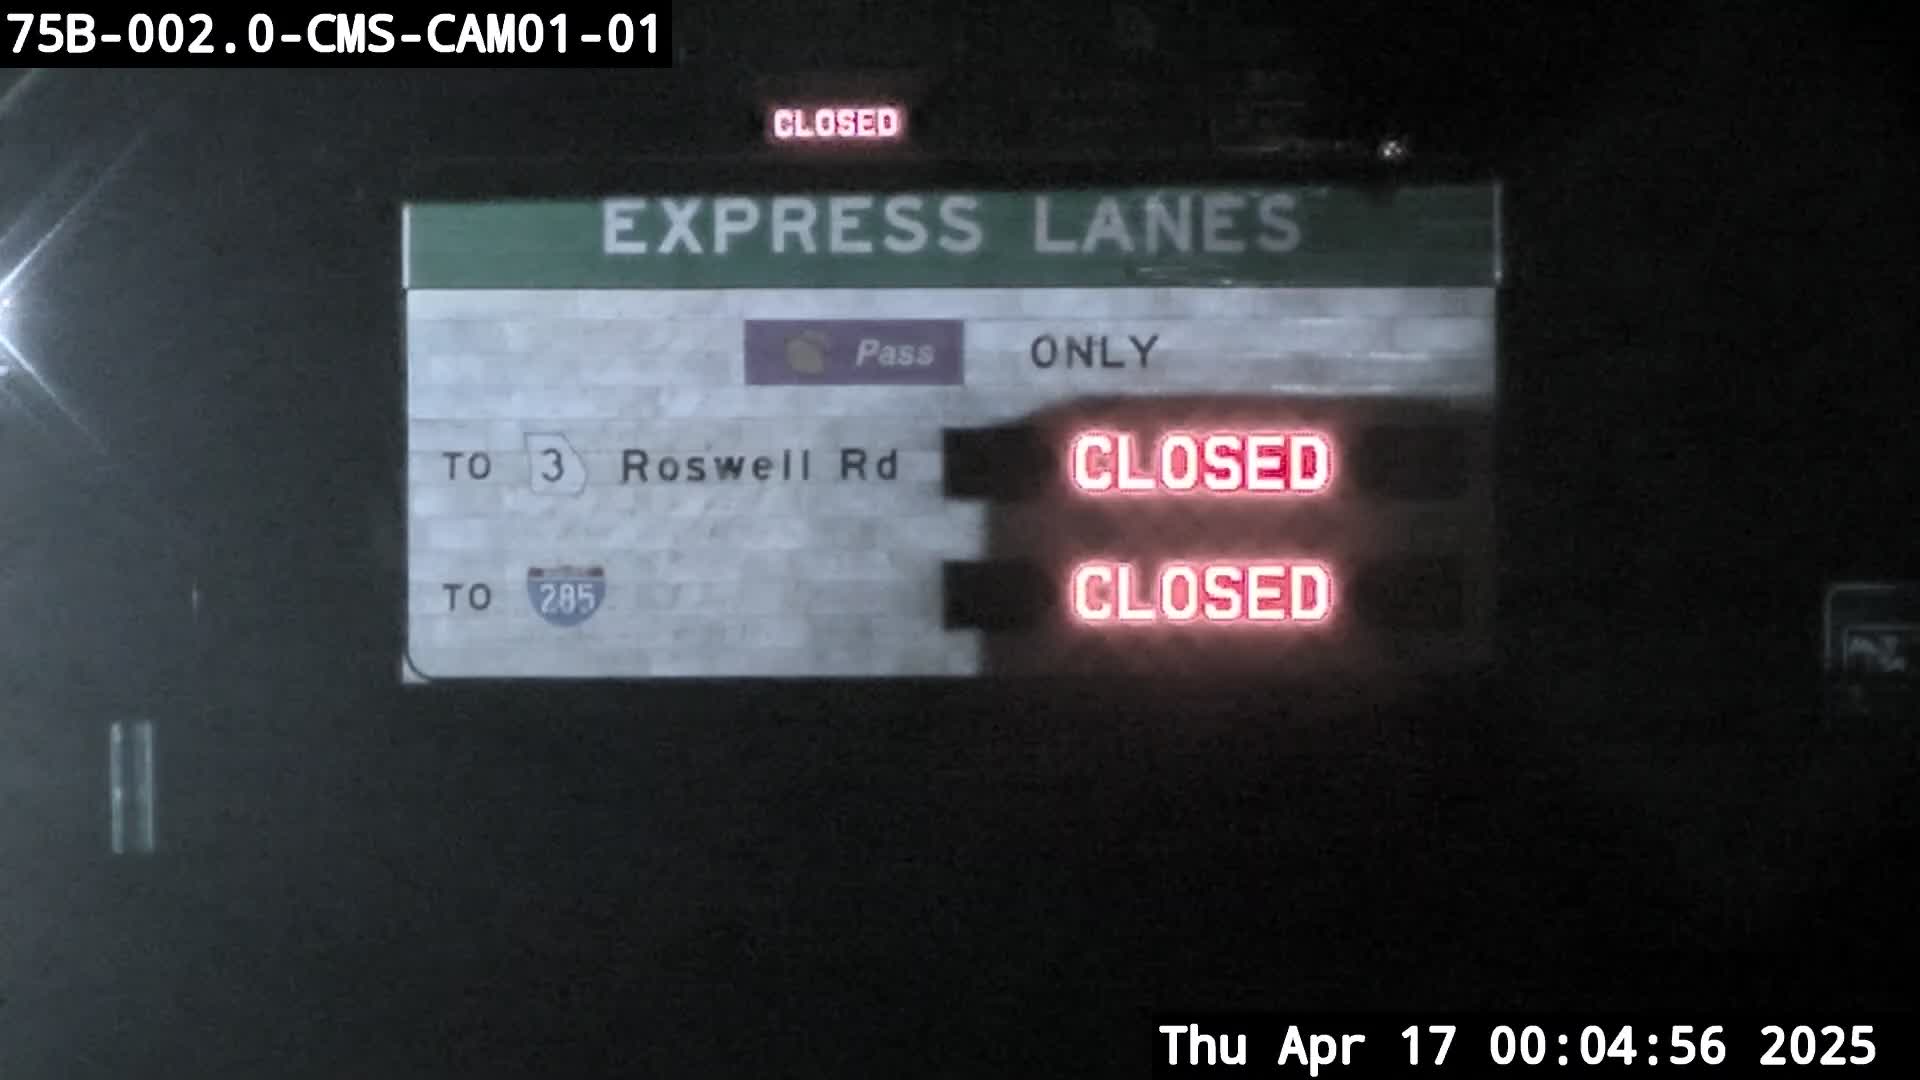 75B-002.0-CMS-CAM01-01
CLOSED
EXPRESS LANES
Pass ONLY
TO 3 Roswell Rd CLOSED
TO 285 CLOSED
Thu Apr 17 00:04:56 2025